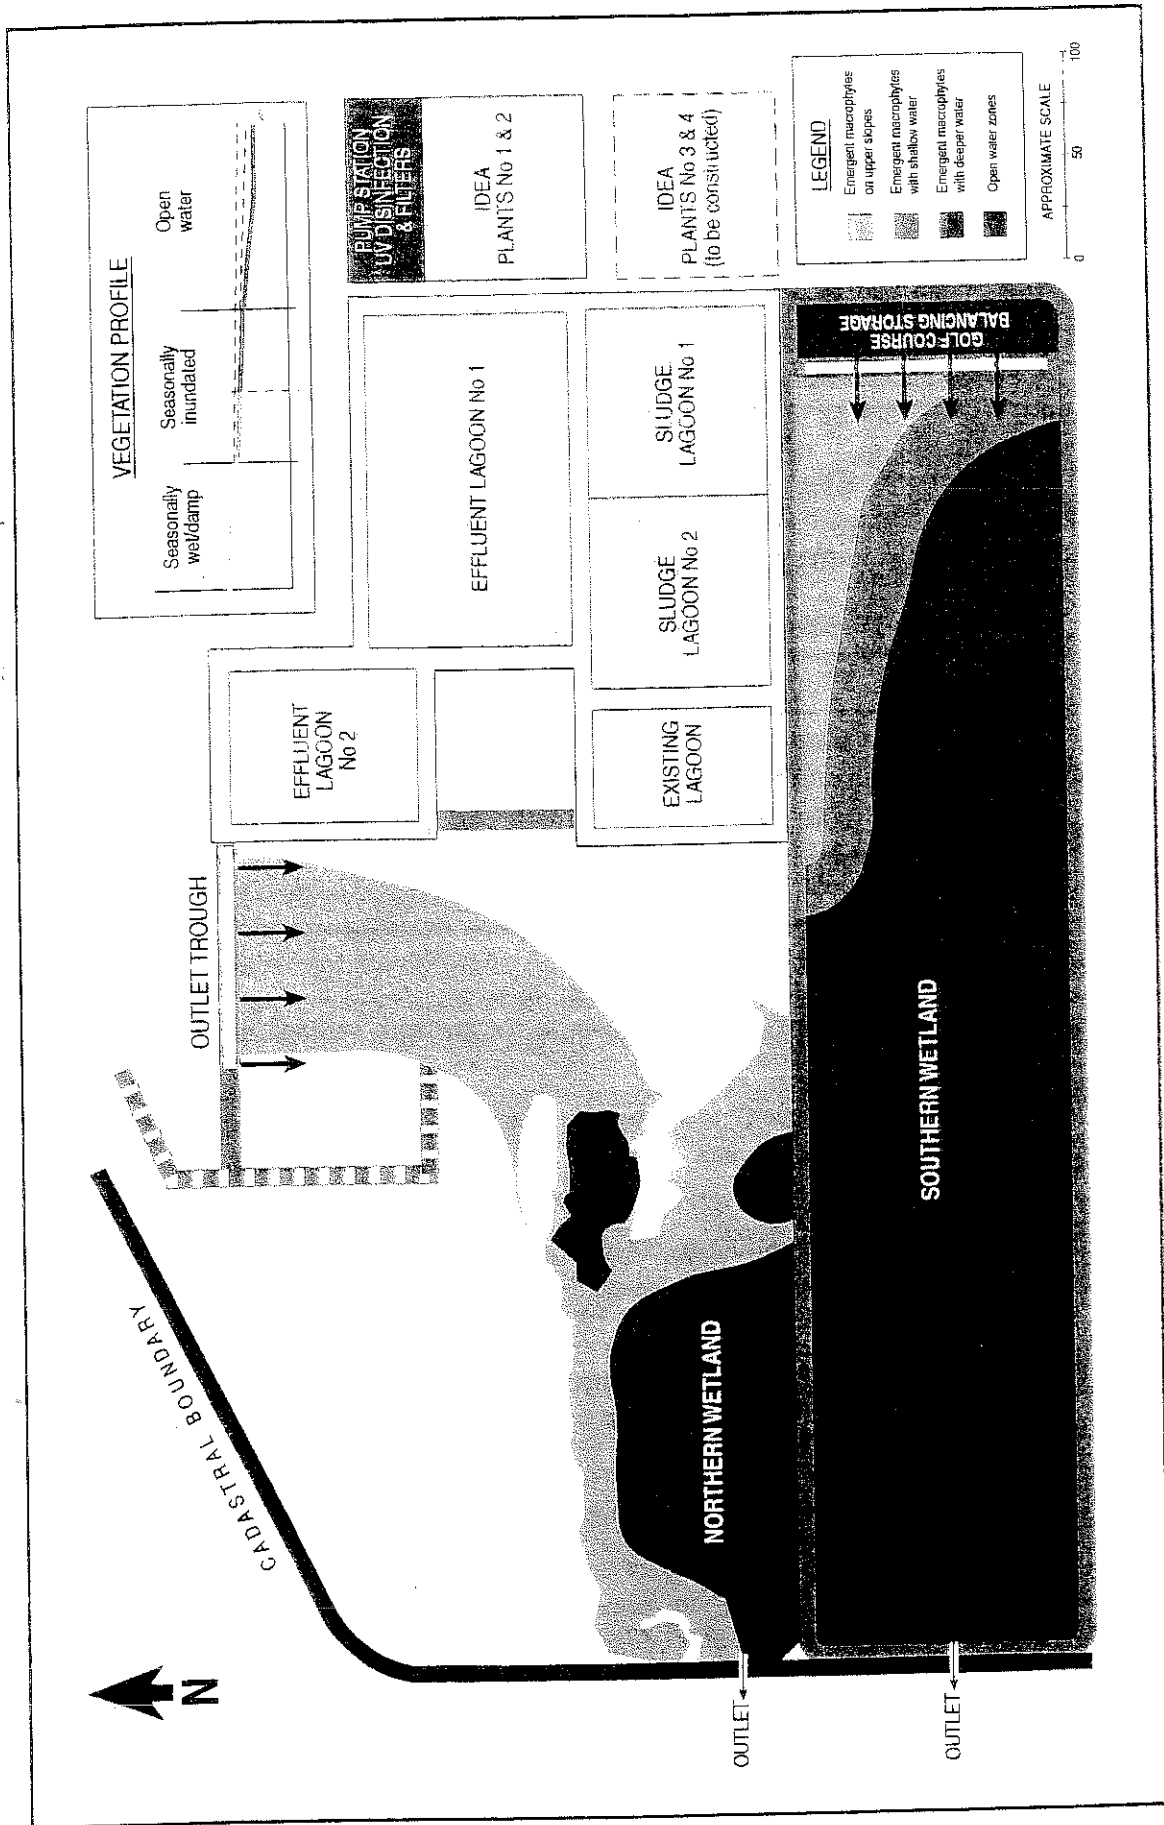 VEGETATION PROFILE
Seasonally
wet/damp
Seasonally
inundated
Open
water
PUMP STATION
UV DISINFECTION
& FILTERS
IDEA
PLANTS No 1 & 2
IDEA
PLANTS No 3 & 4
(to be constructed)
LEGEND
Emergent macrophytes
on upper slopes
Emergent macrophytes
with shallow water
Emergent macrophytes
with deeper water
Open water zones
APPROXIMATE SCALE
0
50
100
EFFLUENT LAGOON No 1
EFFLUENT
LAGOON
No 2
SLUDGE
LAGOON No 1
SLUDGE
LAGOON No 2
EXISTING
LAGOON
GOLF COURSE
BALANCING STORAGE
OUTLET TROUGH
CADASTRAL BOUNDARY
N
NORTHERN WETLAND
SOUTHERN WETLAND
OUTLET
OUTLET